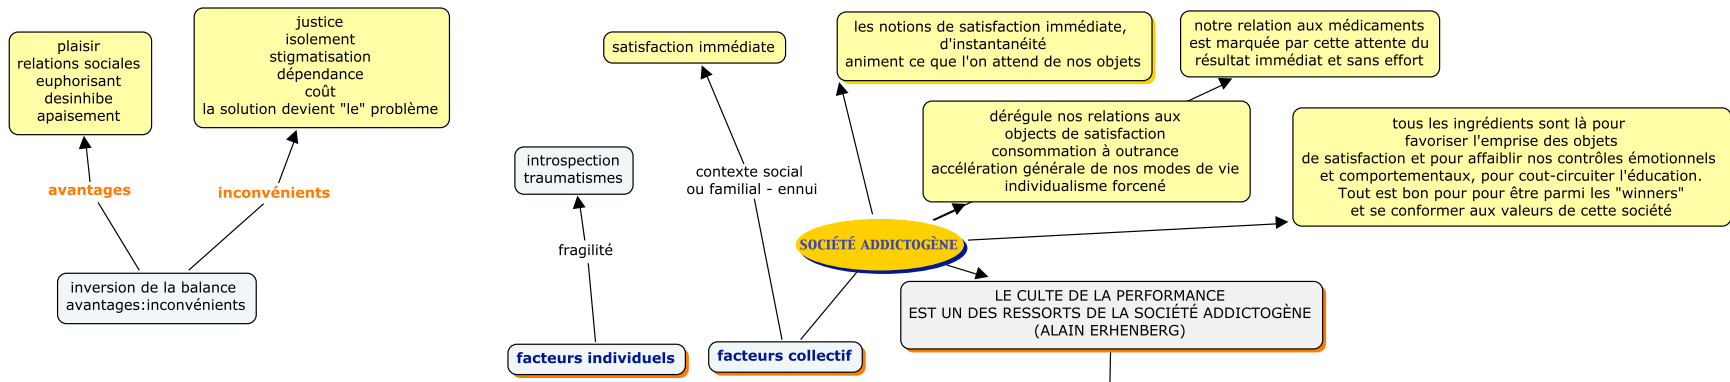 plaisir
relations sociales
euphorisant
desinhibe
apaisement
justice
isolement
stigmatisation
dépendance
coût
la solution devient "le" problème
avantages
inconvénients
inversion de la balance
avantages:inconvénients
satisfaction immédiate
introspection
traumatismes
fragilité
facteurs individuels
contexte social
ou familial - ennui
facteurs collectif
les notions de satisfaction immédiate,
d'instantanéité
animent ce que l'on attend de nos objets
notre relation aux médicaments
est marquée par cette attente du
résultat immédiat et sans effort
dérégule nos relations aux
objects de satisfaction
consommation à outrance
accélération générale de nos modes de vie
individualisme forcené
tous les ingrédients sont là pour
favoriser l'emprise des objets
de satisfaction et pour affaiblir nos contrôles émotionnels
et comportementaux, pour cout-circuiter l'éducation.
Tout est bon pour pour être parmi les "winners"
et se conformer aux valeurs de cette société
SOCIÉTÉ ADDICTOGÈNE
LE CULTE DE LA PERFORMANCE
EST UN DES RESSORTS DE LA SOCIÉTÉ ADDICTOGÈNE
(ALAIN ERHENBERG)